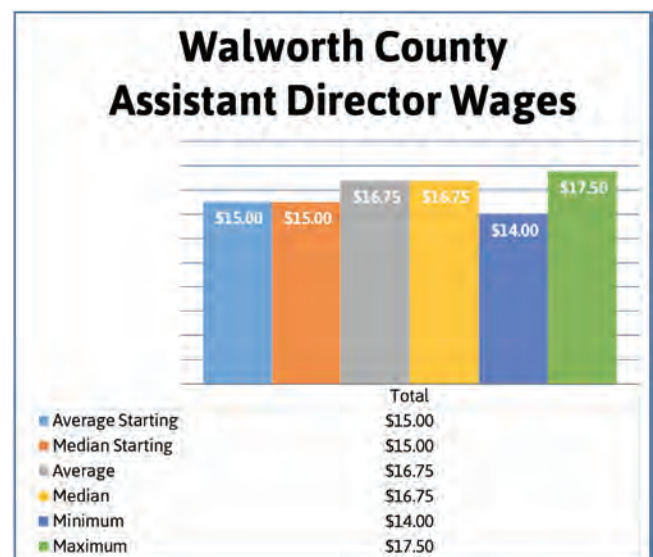 Walworth County
Assistant Director Wages
$15.00 $15.00 $16.75 $16.75 $14.00 $17.50
Total
Average Starting $15.00
Median Starting $15.00
Average $16.75
Median $16.75
Minimum $14.00
Maximum $17.50